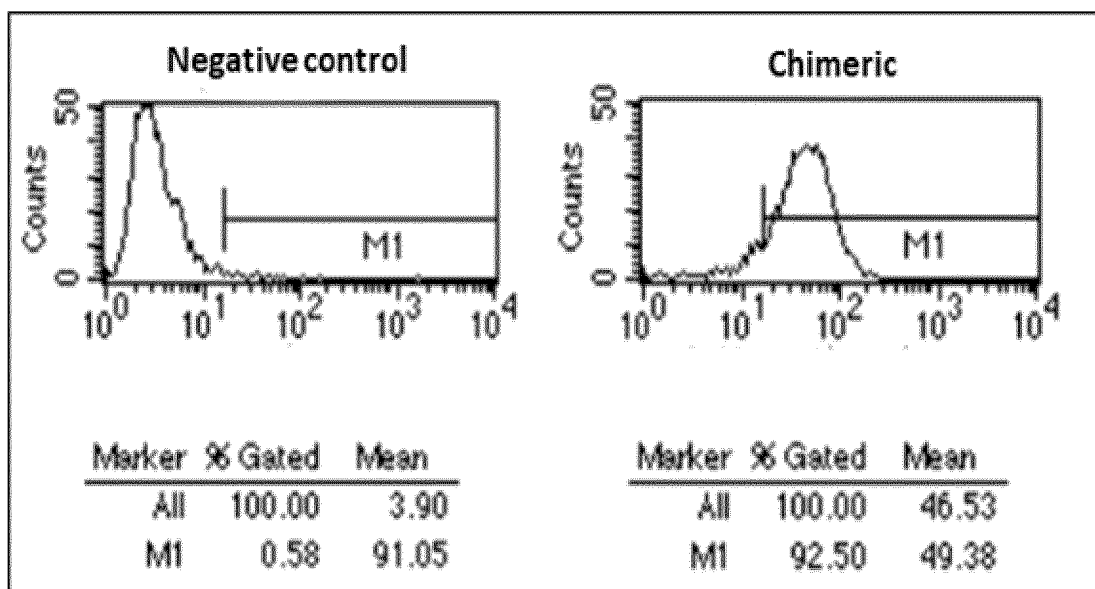 Negative control
50
Counts
0
M1
10^0 10^1 10^2 10^3 10^4
Marker % Gated Mean
All 100.00 3.90
M1 0.58 91.05
Chimeric
50
Counts
0
M1
10^0 10^1 10^2 10^3 10^4
Marker % Gated Mean
All 100.00 46.53
M1 92.50 49.38